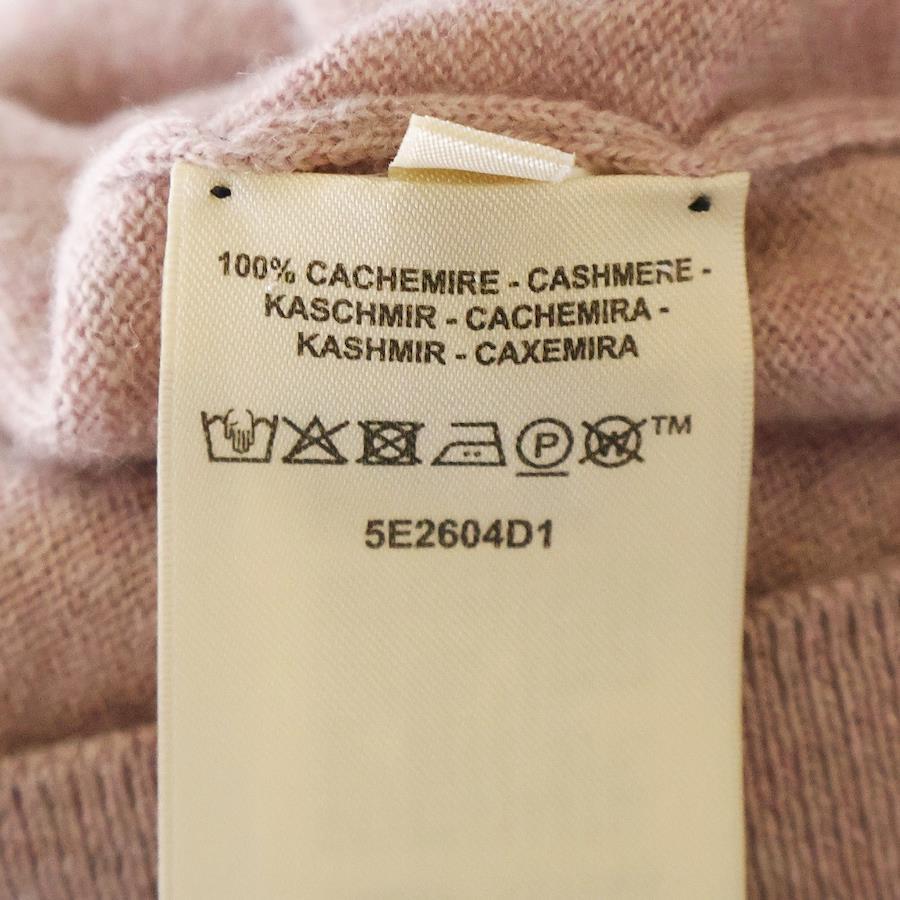 100% CACHEMIRE - CASHMERE -
KASCHMIR - CACHEMIRA -
KASHMIR - CAXEMIRA
P W TM
5E2604D1